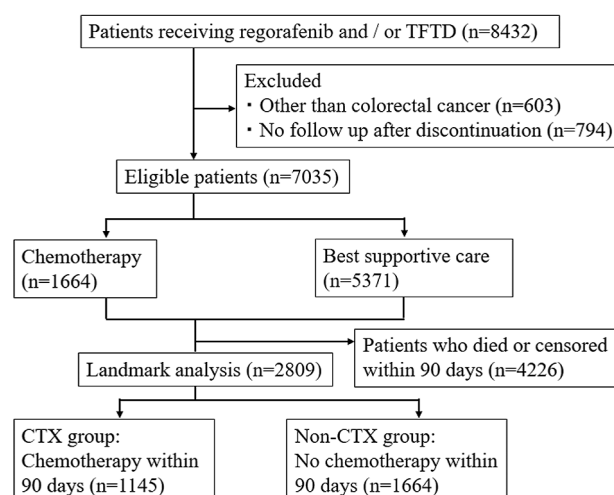 Patients receiving regorafenib and / or TFTD (n=8432)
Excluded
・Other than colorectal cancer (n=603)
・No follow up after discontinuation (n=794)
Eligible patients (n=7035)
Chemotherapy
(n=1664)
Best supportive care
(n=5371)
Patients who died or censored
within 90 days (n=4226)
Landmark analysis (n=2809)
CTX group:
Chemotherapy within
90 days (n=1145)
Non-CTX group:
No chemotherapy within
90 days (n=1664)